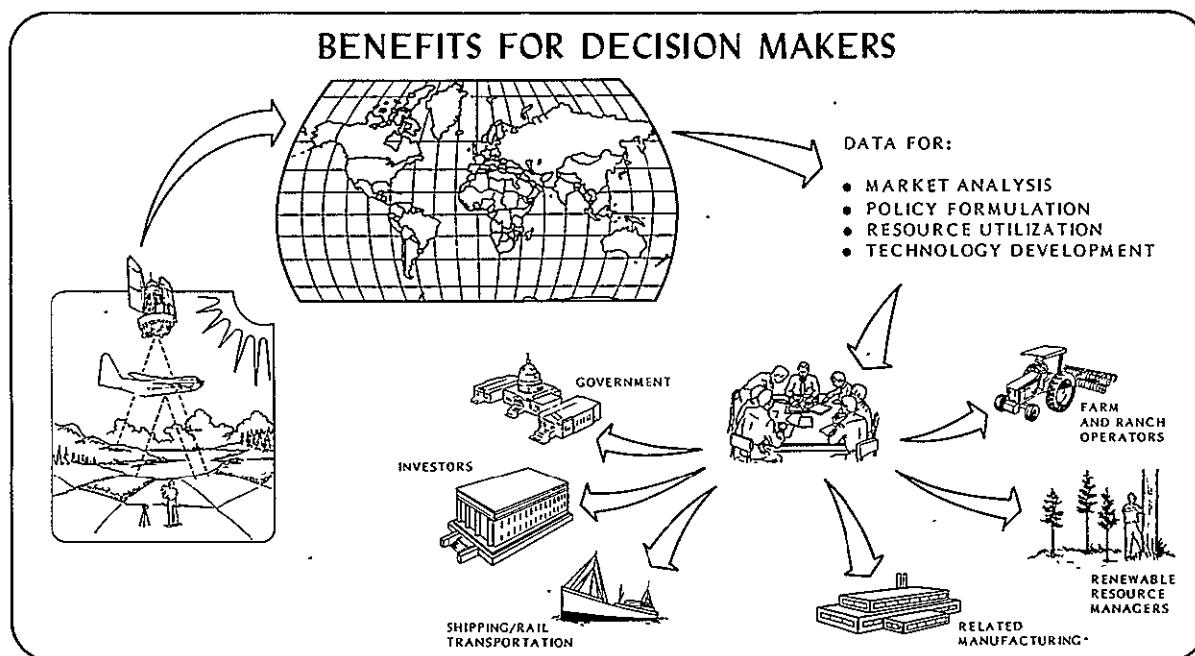 BENEFITS FOR DECISION MAKERS
DATA FOR:
• MARKET ANALYSIS
• POLICY FORMULATION
• RESOURCE UTILIZATION
• TECHNOLOGY DEVELOPMENT
GOVERNMENT
INVESTORS
SHIPPING/RAIL
TRANSPORTATION
RELATED
MANUFACTURING
FARM
AND RANCH
OPERATORS
RENEWABLE
RESOURCE
MANAGERS